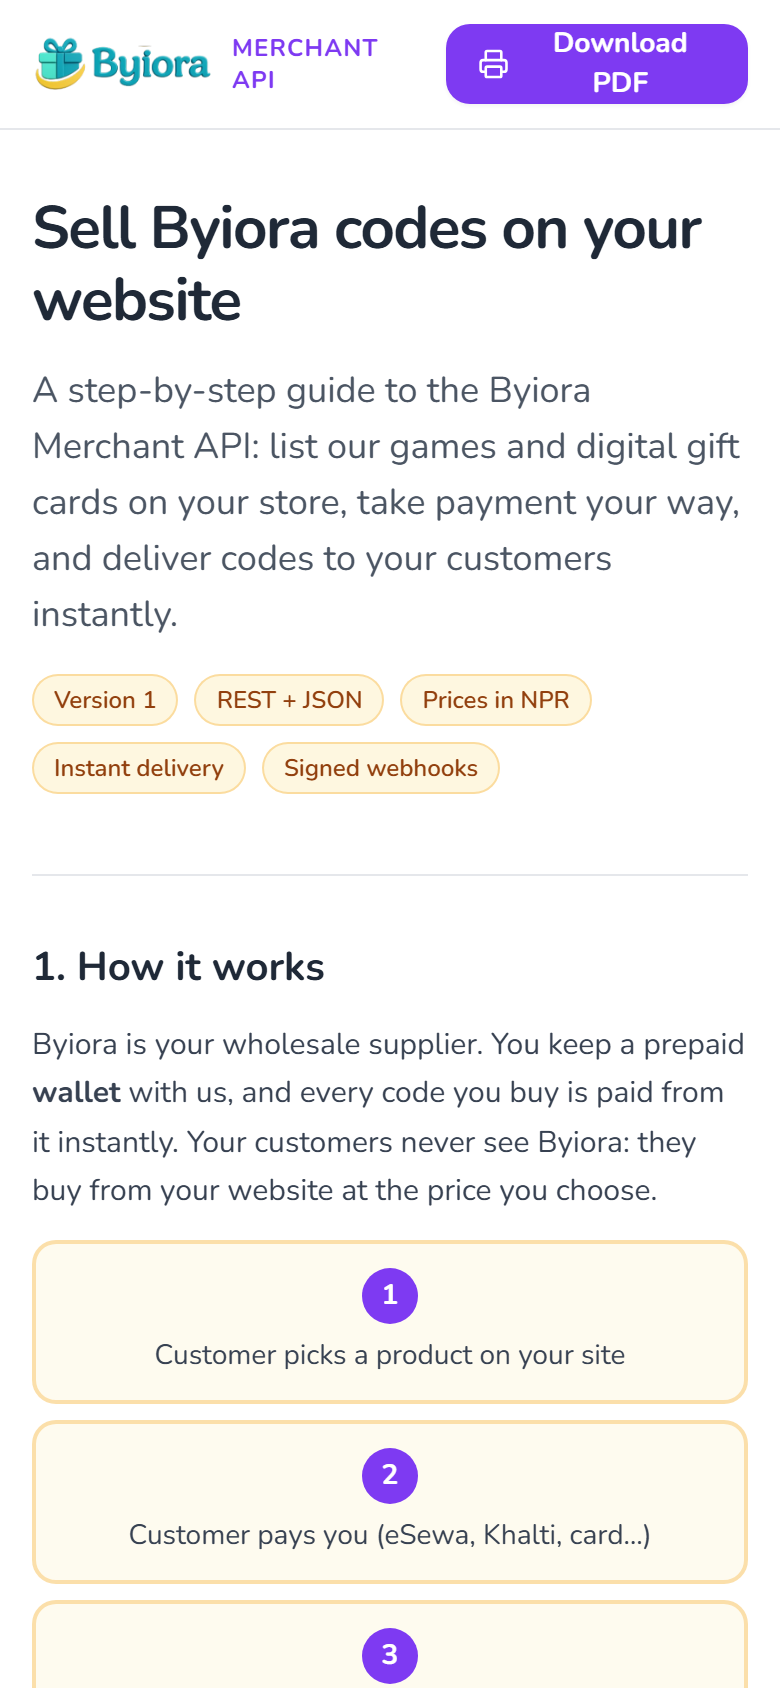 Byiora
MERCHANT
API
Download
PDF
Sell Byiora codes on your
website
A step-by-step guide to the Byiora
Merchant API: list our games and digital gift
cards on your store, take payment your way,
and deliver codes to your customers
instantly.
Version 1
REST + JSON
Prices in NPR
Instant delivery
Signed webhooks
1. How it works
Byiora is your wholesale supplier. You keep a prepaid
wallet with us, and every code you buy is paid from
it instantly. Your customers never see Byiora: they
buy from your website at the price you choose.
1
Customer picks a product on your site
2
Customer pays you (eSewa, Khalti, card...)
3